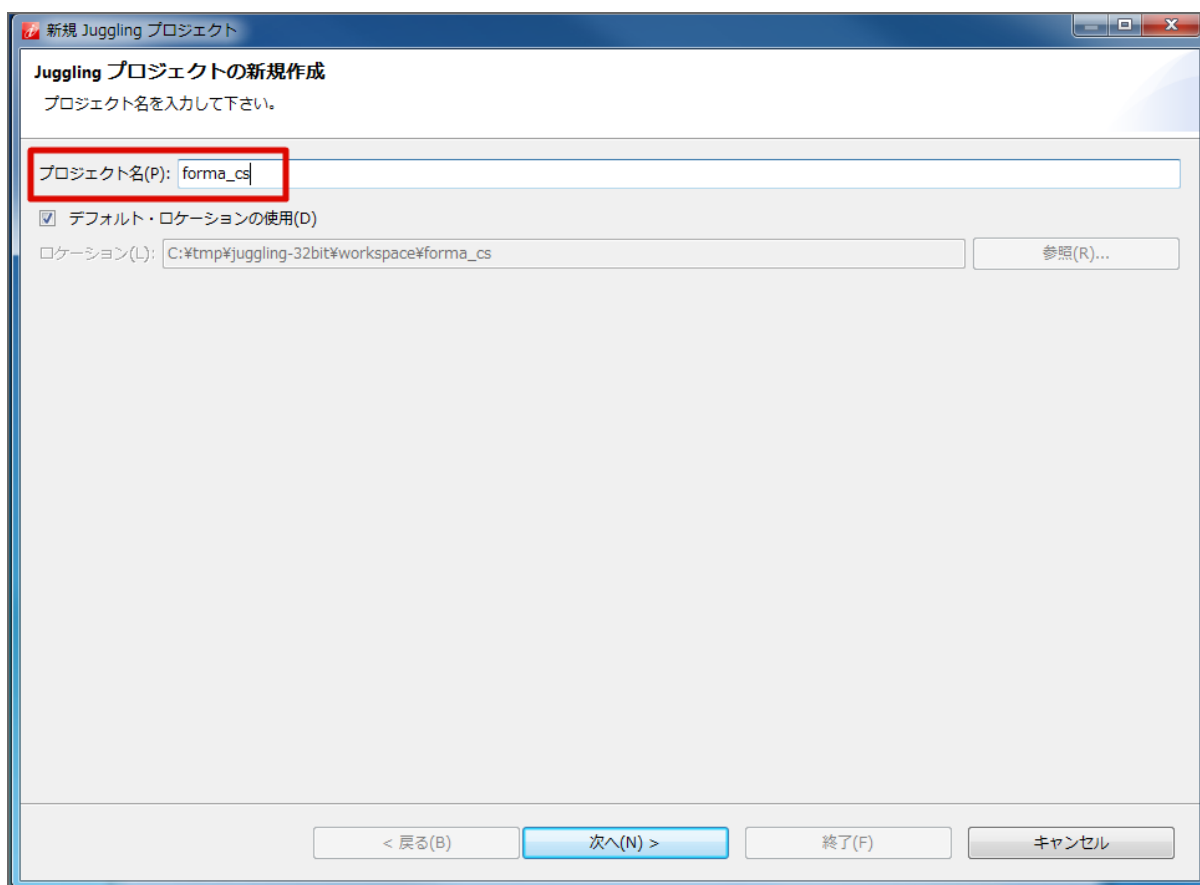 新規 Juggling プロジェクト
Juggling プロジェクトの新規作成
プロジェクト名を入力して下さい。
プロジェクト名(P): forma_cs
デフォルト・ロケーションの使用(D)
ロケーション(L): C:¥tmp¥juggling-32bit¥workspace¥forma_cs 参照(R)...
< 戻る(B) 次へ(N) > 終了(F) キャンセル